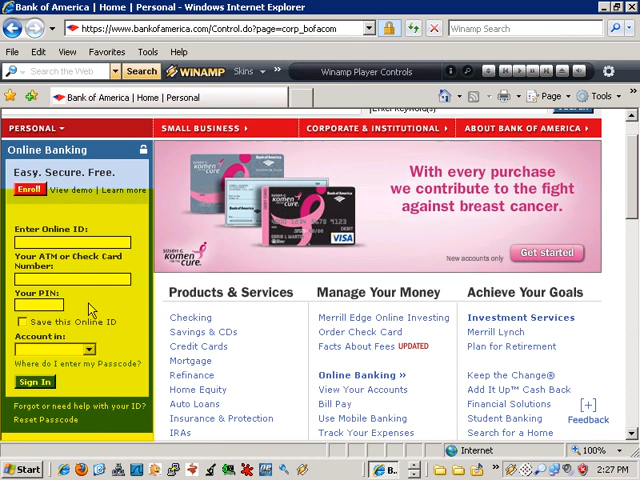 Bank of America | Home | Personal - Windows Internet Explorer
https://www.bankofamerica.com/Control.do?page=corp_bofacom
Winamp Search
File Edit View Favorites Tools Help
Search the Web
Search
WINAMP
Skins
Winamp Player Controls
Bank of America | Home | Personal
Page
Tools
PERSONAL
SMALL BUSINESS
CORPORATE & INSTITUTIONAL
ABOUT BANK OF AMERICA
Online Banking
Easy. Secure. Free.
Enroll
View demo | Learn more
Enter Online ID:
Your ATM or Check Card
Number:
Your PIN:
Save this Online ID
Account in:
Where do I enter my Passcode?
Sign In
Forgot or need help with your ID?
Reset Passcode
With every purchase
we contribute to the fight
against breast cancer.
SUSAN G.
Komen
FOR THE
cure
DEBIT
VISA
New accounts only
Get started
Products & Services
Checking
Savings & CDs
Credit Cards
Mortgage
Refinance
Home Equity
Auto Loans
Insurance & Protection
IRAs
Manage Your Money
Merrill Edge Online Investing
Order Check Card
Facts About Fees UPDATED
Online Banking »
View Your Accounts
Bill Pay
Use Mobile Banking
Track Your Expenses
Achieve Your Goals
Investment Services
Merrill Lynch
Plan for Retirement
Keep the Change®
Add It Up™ Cash Back
Financial Solutions
Student Banking
Search for a Home
[+]
Feedback
Internet
100%
Start
B..
2:27 PM